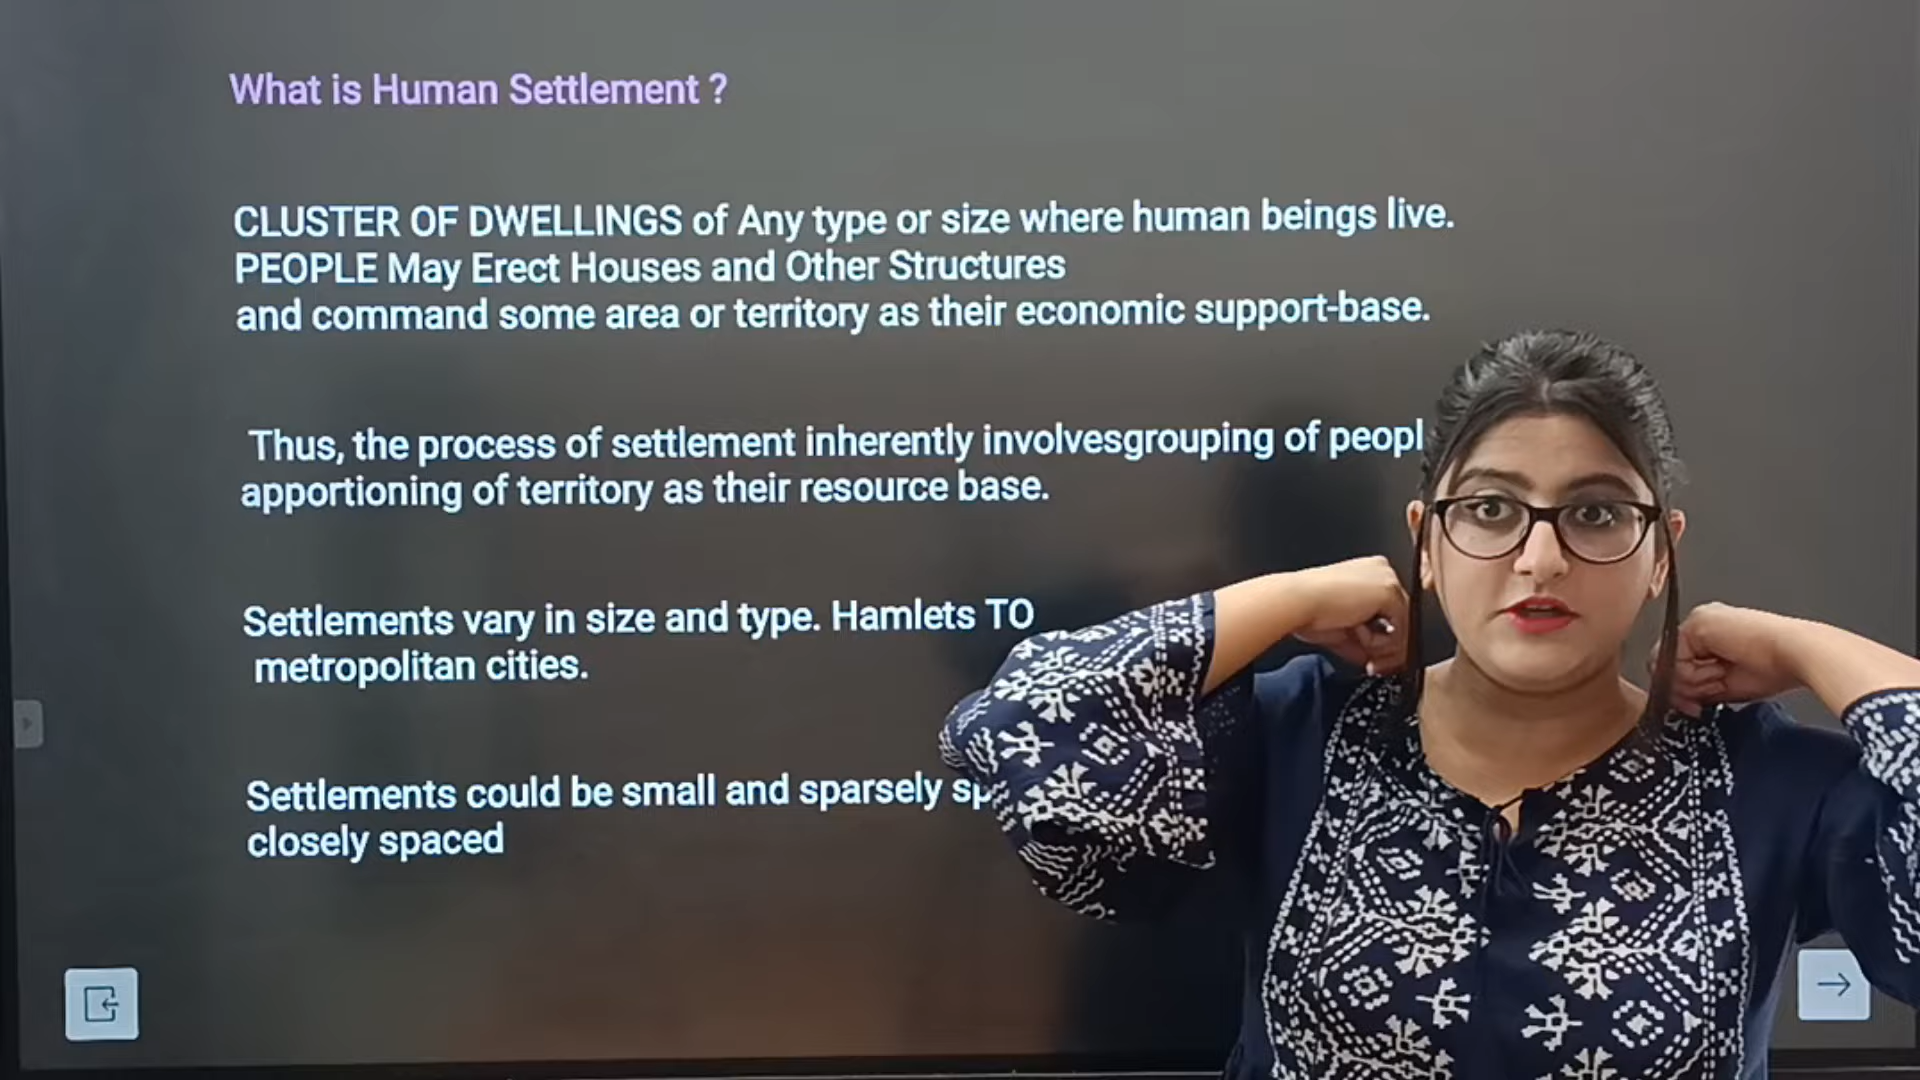 What is Human Settlement ?
CLUSTER OF DWELLINGS of Any type or size where human beings live.
PEOPLE May Erect Houses and Other Structures
and command some area or territory as their economic support-base.
Thus, the process of settlement inherently involvesgrouping of
apportioning of territory as their resource base.
Settlements vary in size and type. Hamlets TO
metropolitan cities.
Settlements could be small and sparsely
closely spaced